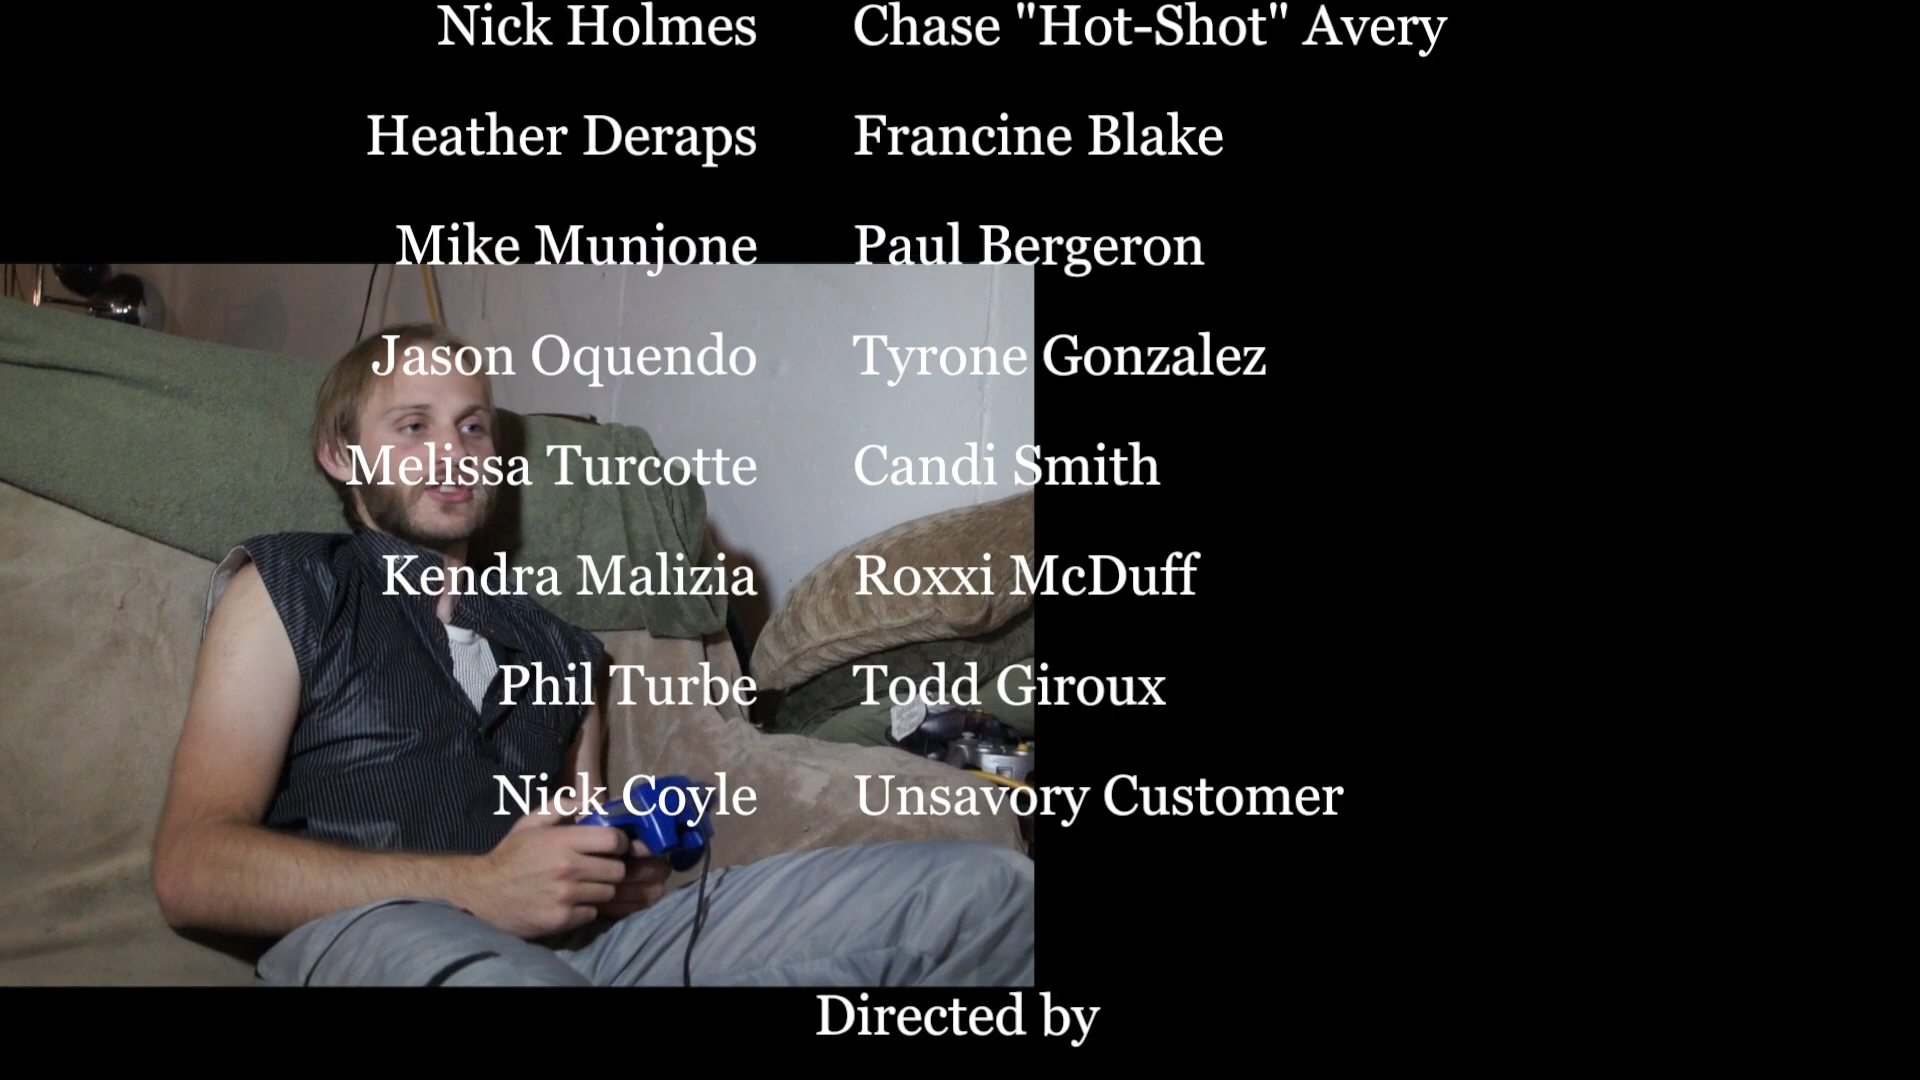 Nick Holmes Chase "Hot-Shot" Avery
Heather Deraps Francine Blake
Mike Munjone Paul Bergeron
Jason Oquendo Tyrone Gonzalez
Melissa Turcotte Candi Smith
Kendra Malizia Roxxi McDuff
Phil Turbe Todd Giroux
Nick Coyle Unsavory Customer
Directed by